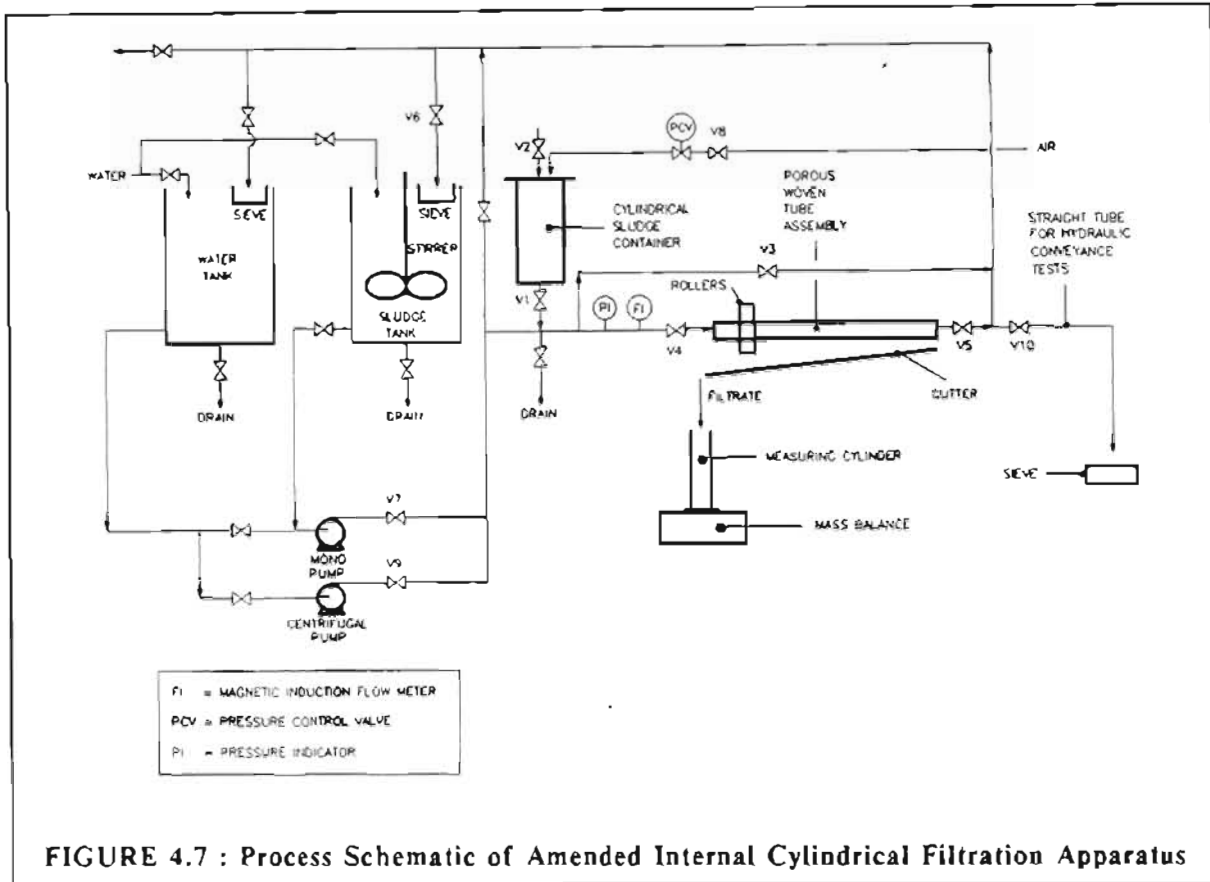 V6
PCV
V8
V2
AIR
WATER
POROUS
WOVEN
TUBE
ASSEMBLY
STRAIGHT TUBE
FOR HYDRAULIC
CONVEYANCE
TESTS
SIEVE
SIEVE
CYLINDRICAL
SLUDGE
CONTAINER
STIRRER
WATER
TANK
V3
ROLLERS
V1
PI
FI
SLUDGE
TANK
V4
V5
V10
FILTRATE
GUTTER
DRAIN
DRAIN
DRAIN
MEASURING CYLINDER
SIEVE
V7
MASS BALANCE
MONO
PUMP
V9
CENTRIFUGAL
PUMP
FI = MAGNETIC INDUCTION FLOW METER
PCV = PRESSURE CONTROL VALVE
PI = PRESSURE INDICATOR
FIGURE 4.7 : Process Schematic of Amended Internal Cylindrical Filtration Apparatus